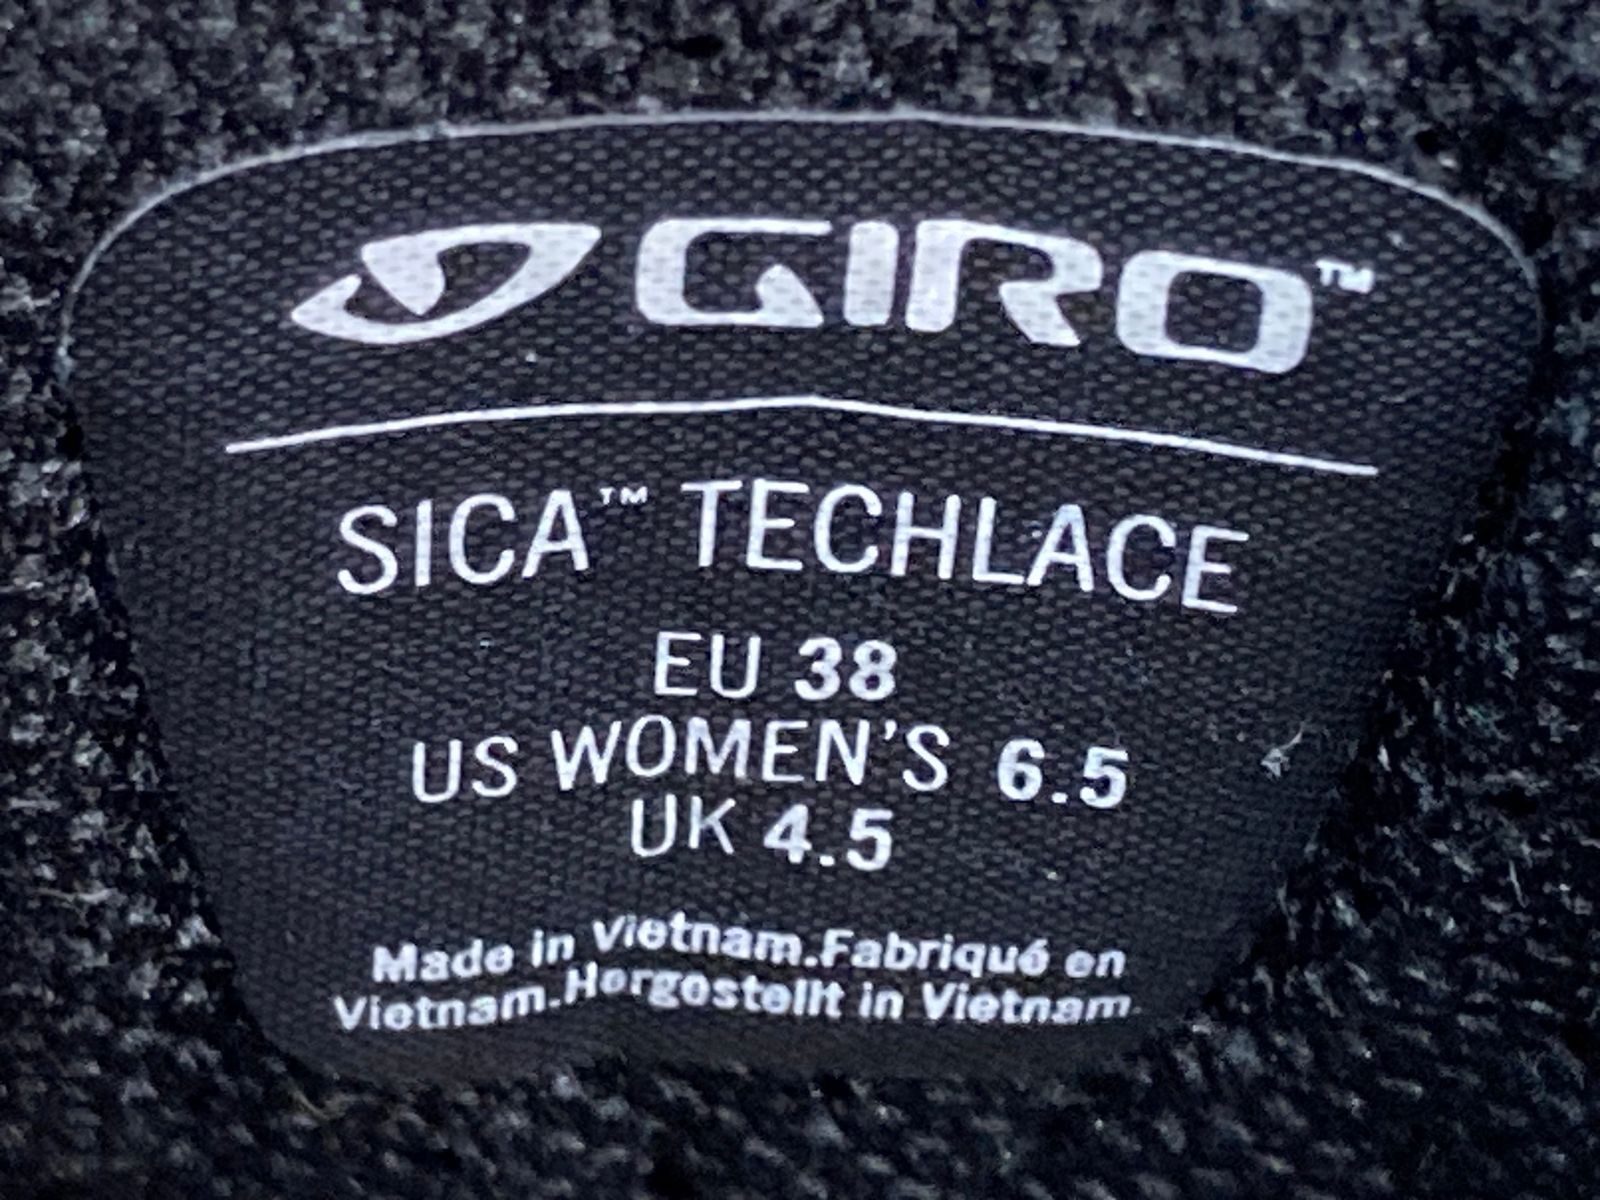 GIRO™
SICA™ TECHLACE
EU 38
US WOMEN'S 6.5
UK 4.5
Made in Vietnam.Fabriqué en
Vietnam.Hergestellt in Vietnam.